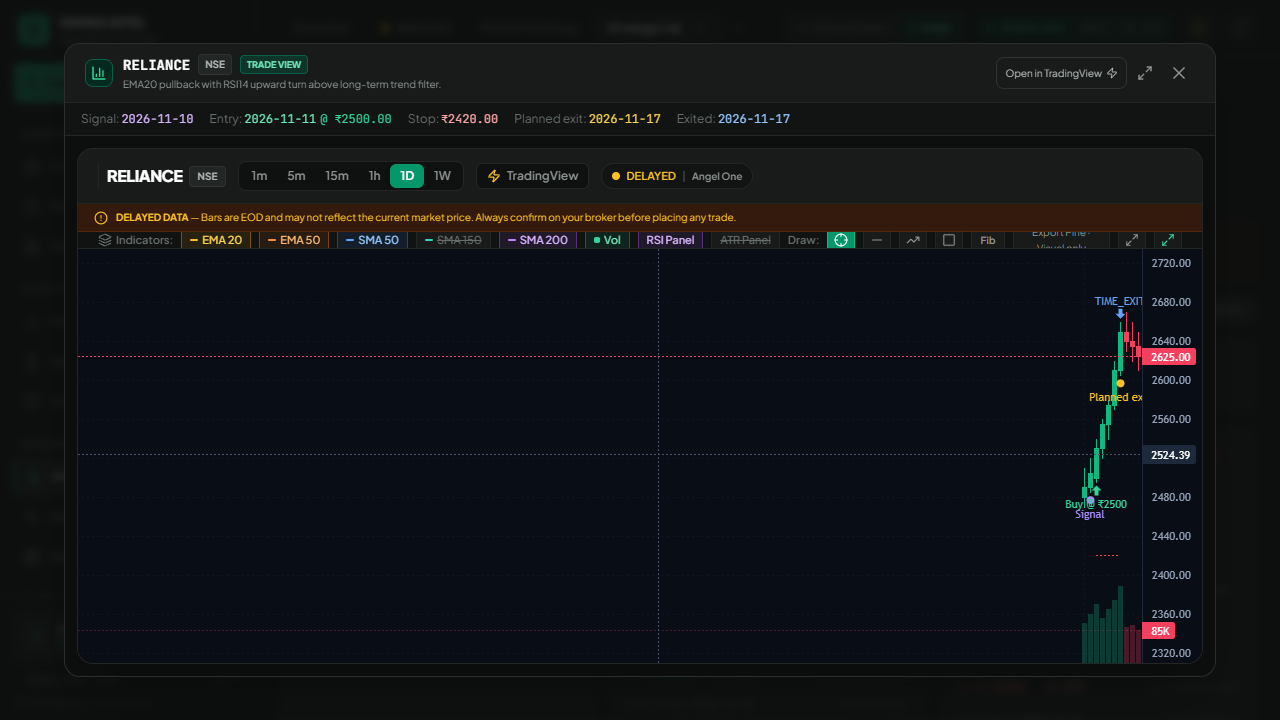 RELIANCE NSE TRADE VIEW
EMA20 pullback with RSI14 upward turn above long-term trend filter.
Open in TradingView
Signal: 2026-11-10 Entry: 2026-11-11 @ ₹2500.00 Stop: ₹2420.00 Planned exit: 2026-11-17 Exited: 2026-11-17
RELIANCE NSE 1m 5m 15m 1h 1D 1W TradingView DELAYED | Angel One
DELAYED DATA — Bars are EOD and may not reflect the current market price. Always confirm on your broker before placing any trade.
Indicators: EMA 20 EMA 50 SMA 50 SMA 150 SMA 200 Vol RSI Panel ATR Panel Draw: Fib Export Pine ·
Visual only
2720.00
TIME_EXIT 2680.00
2640.00
2625.00
2600.00
Planned ex
2560.00
2524.39
2480.00
Buy @ ₹2500
Signal
2440.00
2400.00
2360.00
85K
2320.00